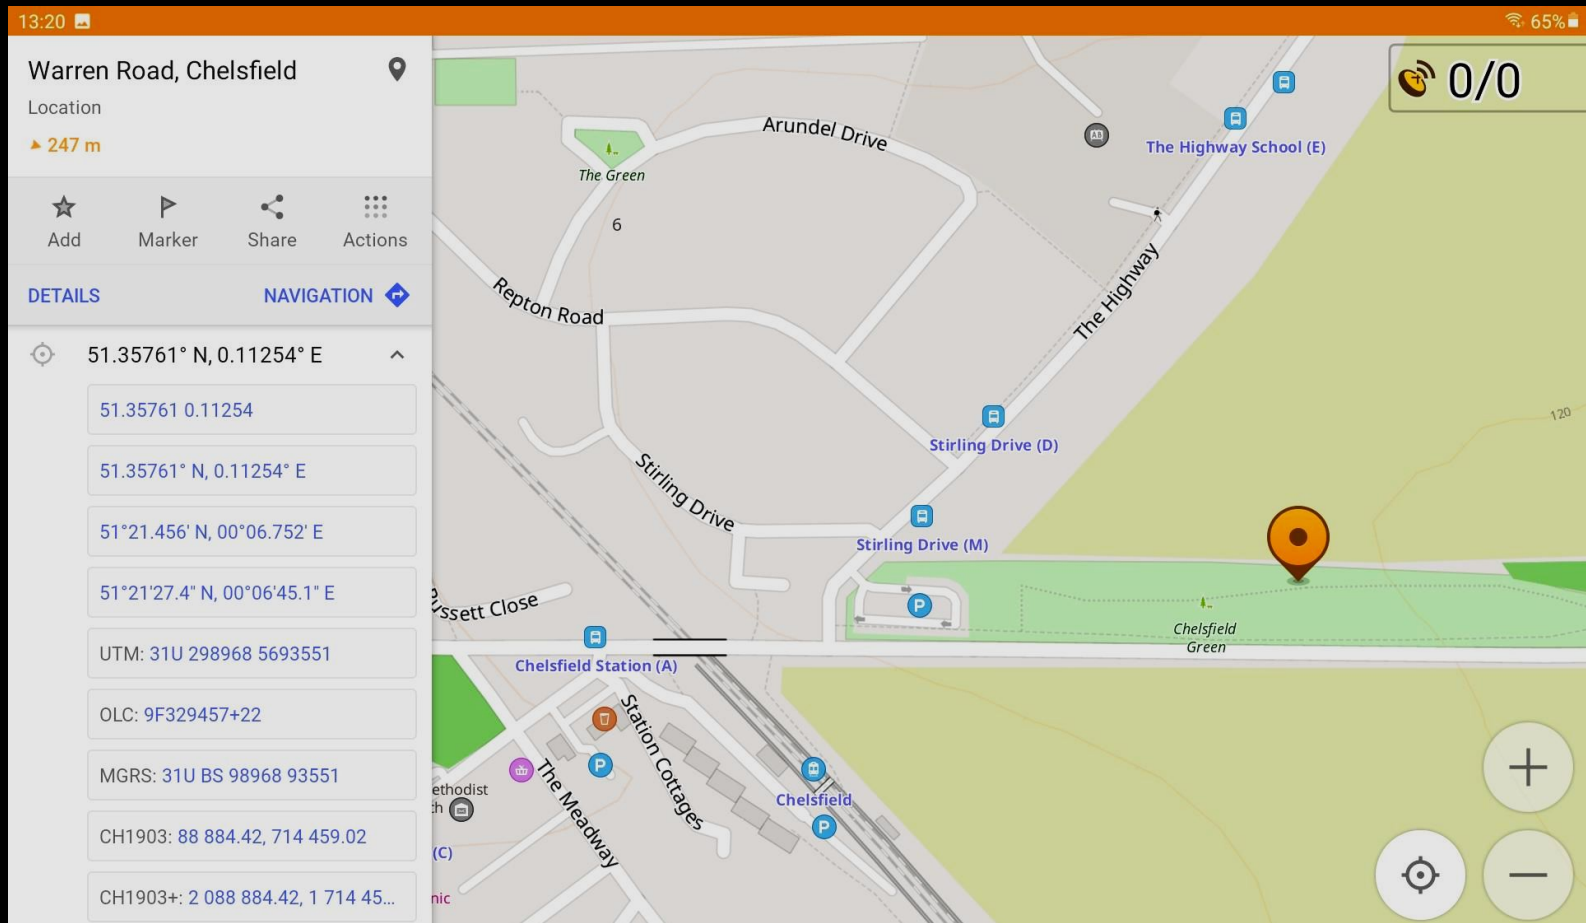 13:20
65%
Warren Road, Chelsfield
Location
247 m
Add
Marker
Share
Actions
DETAILS
NAVIGATION
51.35761° N, 0.11254° E
51.35761 0.11254
51.35761° N, 0.11254° E
51°21.456' N, 00°06.752' E
51°21'27.4" N, 00°06'45.1" E
UTM: 31U 298968 5693551
OLC: 9F329457+22
MGRS: 31U BS 98968 93551
CH1903: 88 884.42, 714 459.02
CH1903+: 2 088 884.42, 1 714 45...
0/0
Arundel Drive
The Highway School (E)
The Green
6
Repton Road
The Highway
120
Stirling Drive (D)
Stirling Drive
Stirling Drive (M)
P
ussett Close
Chelsfield
Green
Chelsfield Station (A)
Station Cottages
P
The Meadway
ethodist
ch
Chelsfield
P
(C)
nic